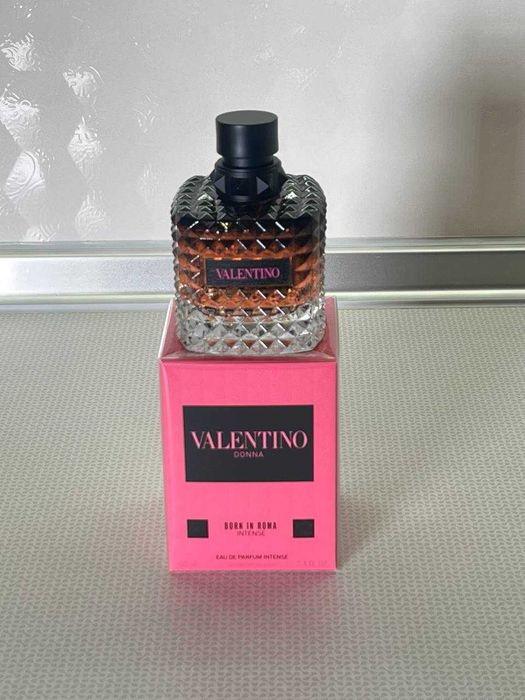 VALENTINO
VALENTINO
DONNA
BORN IN ROMA
INTENSE
EAU DE PARFUM INTENSE